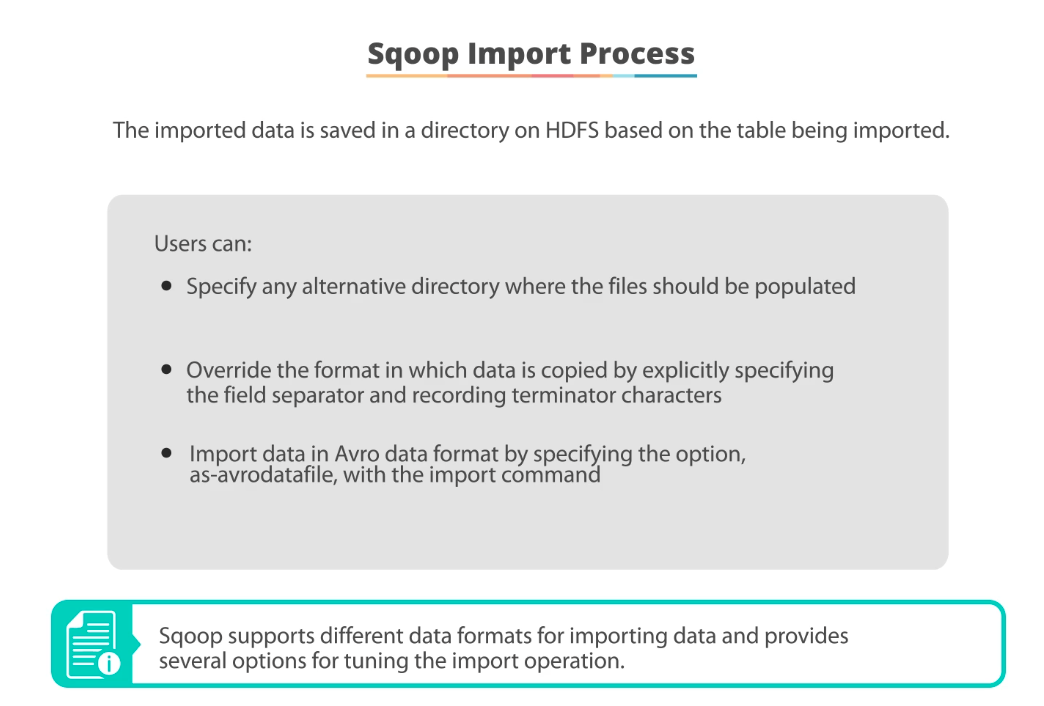 Sqoop Import Process
The imported data is saved in a directory on HDFS based on the table being imported.
Users can:
• Specify any alternative directory where the files should be populated
• Override the format in which data is copied by explicitly specifying
the field separator and recording terminator characters
• Import data in Avro data format by specifying the option,
as-avrodatafile, with the import command
Sqoop supports different data formats for importing data and provides
several options for tuning the import operation.